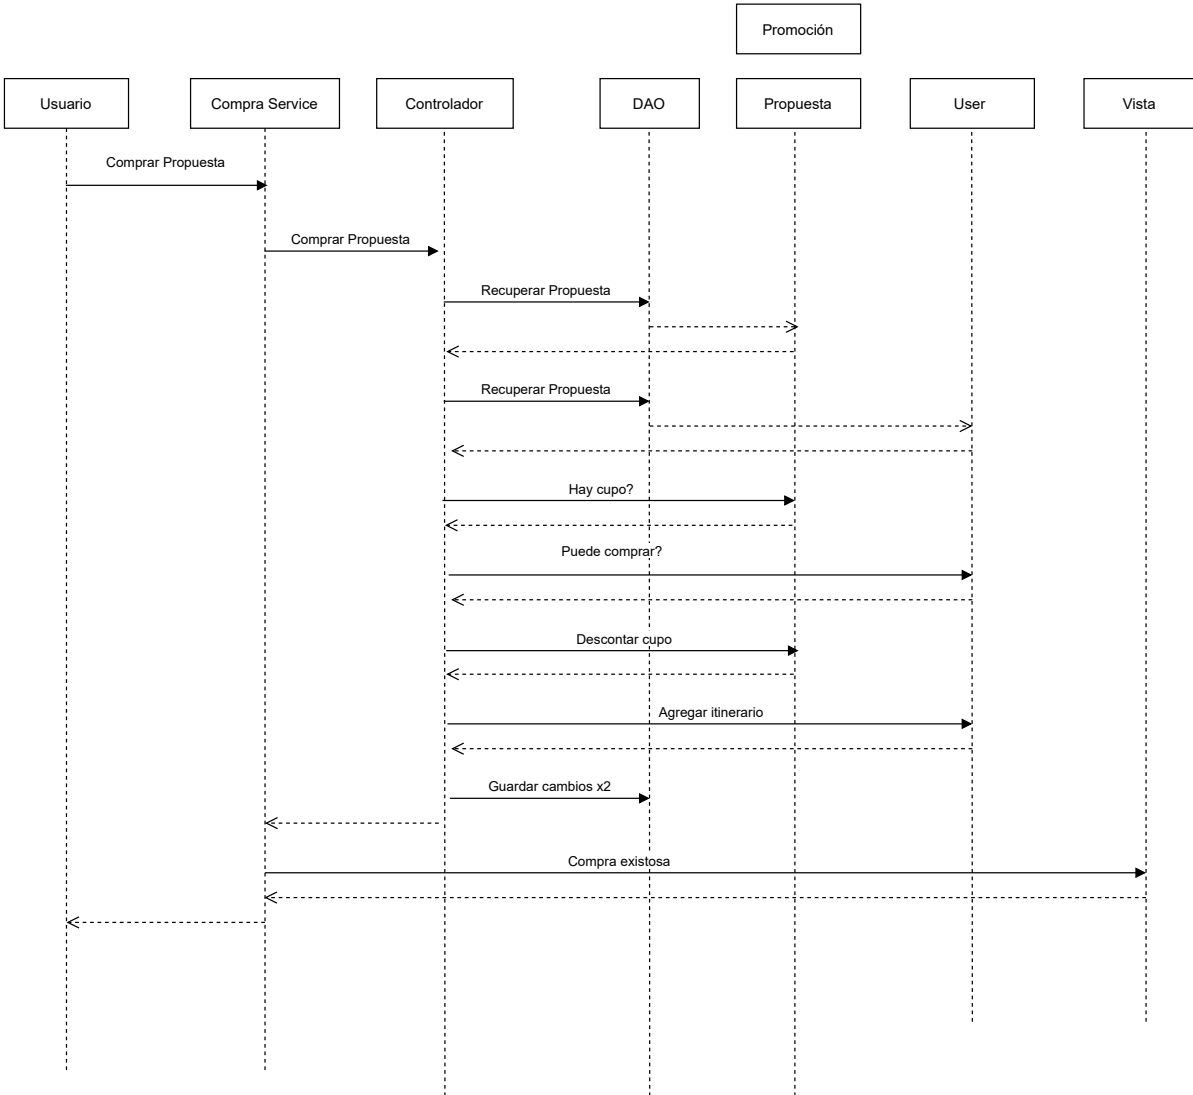 Promoción
Usuario
Compra Service
Controlador
DAO
Propuesta
User
Vista
Comprar Propuesta
Comprar Propuesta
Recuperar Propuesta
Recuperar Propuesta
Hay cupo?
Puede comprar?
Descontar cupo
Agregar itinerario
Guardar cambios x2
Compra existosa